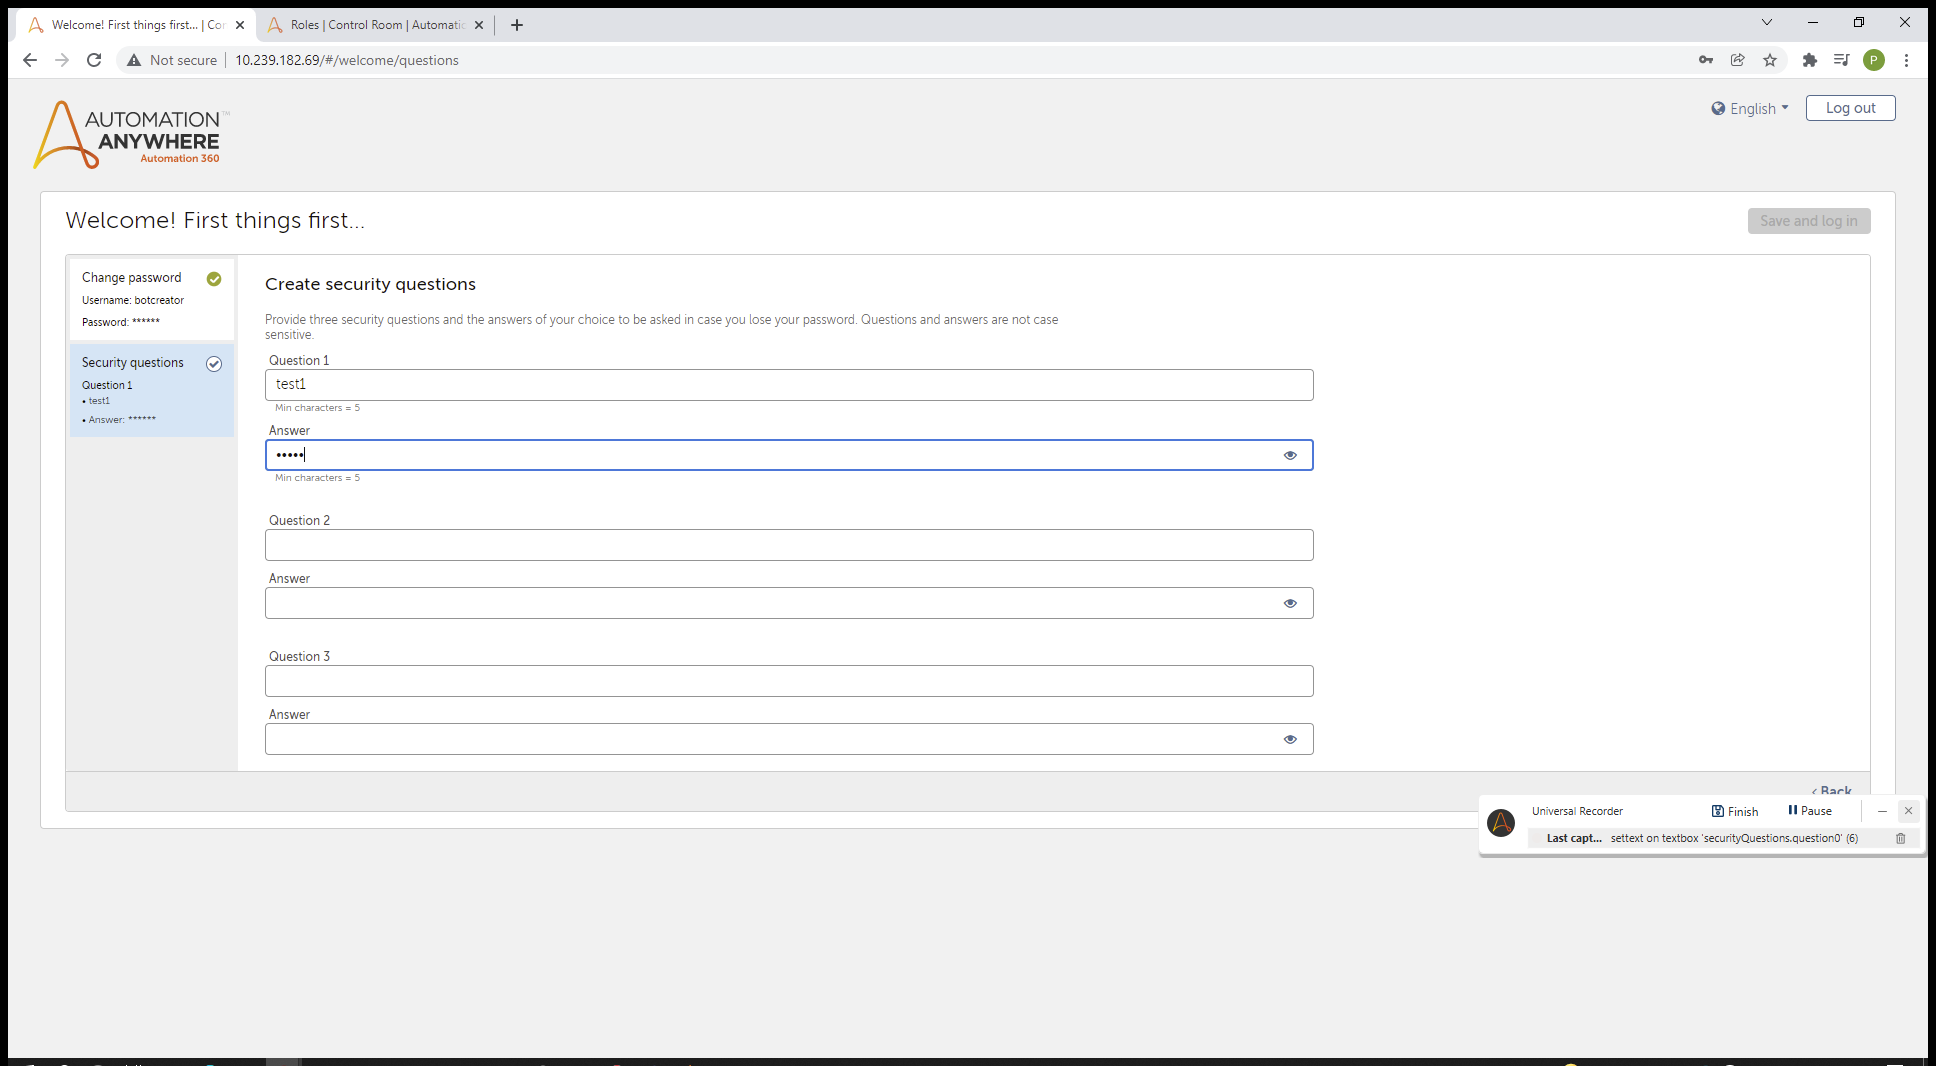 Welcome! First things first... | Co
Roles | Control Room | Automatic
Not secure
10.239.182.69/#/welcome/questions
P
AUTOMATION™
ANYWHERE
Automation 360
English
Log out
Welcome! First things first...
Save and log in
Change password
Username: botcreator
Password: ******
Security questions
Question 1
• test1
• Answer: ******
Create security questions
Provide three security questions and the answers of your choice to be asked in case you lose your password. Questions and answers are not case
sensitive.
Question 1
test1
Min characters = 5
Answer
•••••
Min characters = 5
Question 2
Answer
Question 3
Answer
‹ Back
Universal Recorder
Finish
Pause
Last capt... settext on textbox 'securityQuestions.question0' (6)